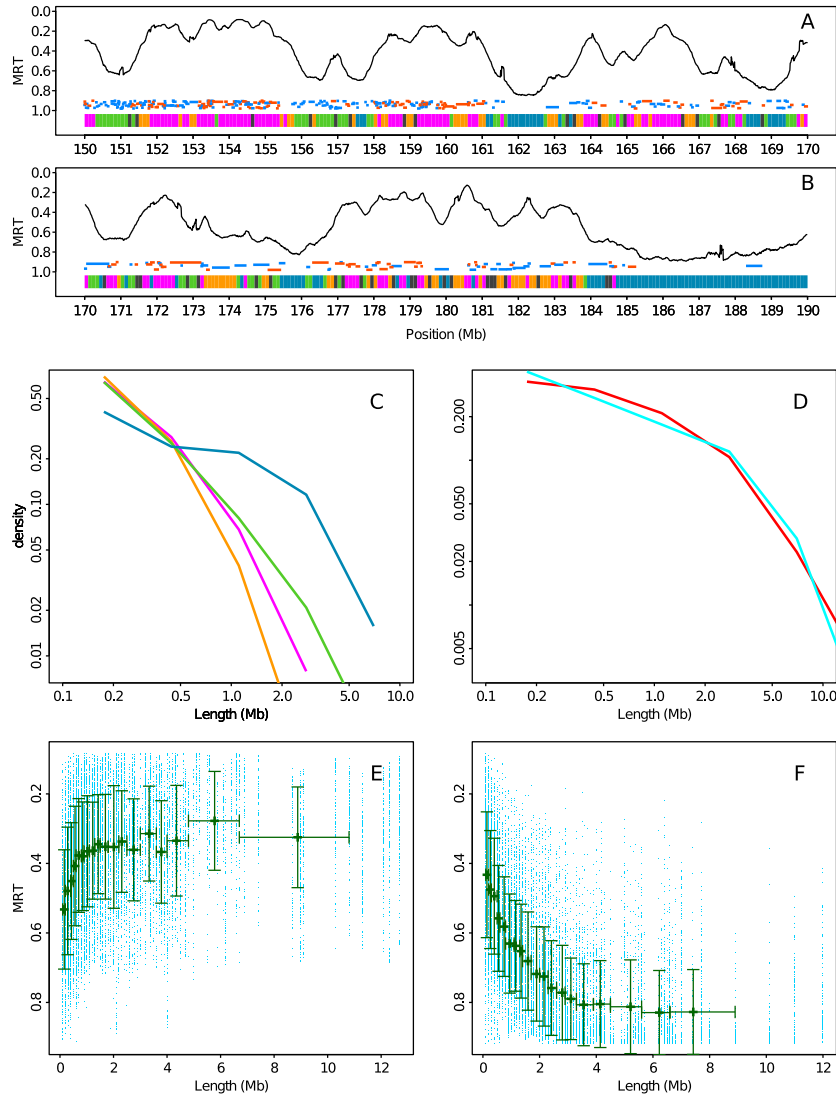 A
MRT
0.0
0.2
0.4
0.6
0.8
1.0
150 151 152 153 154 155 156 157 158 159 160 161 162 163 164 165 166 167 168 169 170
B
MRT
0.0
0.2
0.4
0.6
0.8
1.0
170 171 172 173 174 175 176 177 178 179 180 181 182 183 184 185 186 187 188 189 190
Position (Mb)
C
density
0.50
0.20
0.10
0.05
0.02
0.01
0.1 0.2 0.5 1.0 2.0 5.0 10.0
Length (Mb)
D
0.200
0.050
0.020
0.005
0.1 0.2 0.5 1.0 2.0 5.0 10.0
Length (Mb)
E
MRT
0.2
0.4
0.6
0.8
0 2 4 6 8 10 12
Length (Mb)
F
0.2
0.4
0.6
0.8
0 2 4 6 8 10 12
Length (Mb)